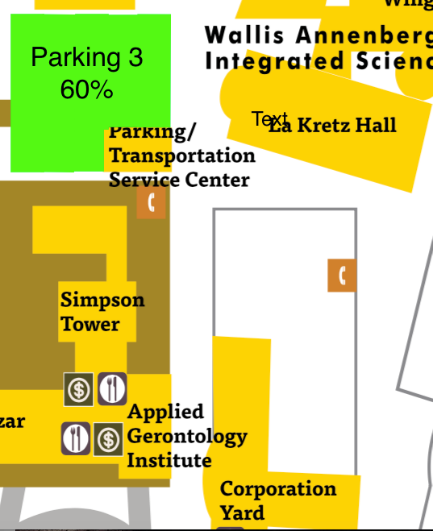 Wing
Wallis Annenberg
Integrated Scienc
Parking 3
60%
Text
La Kretz Hall
Parking/
Transportation
Service Center
Simpson
Tower
zar
$
$
Applied
Gerontology
Institute
Corporation
Yard